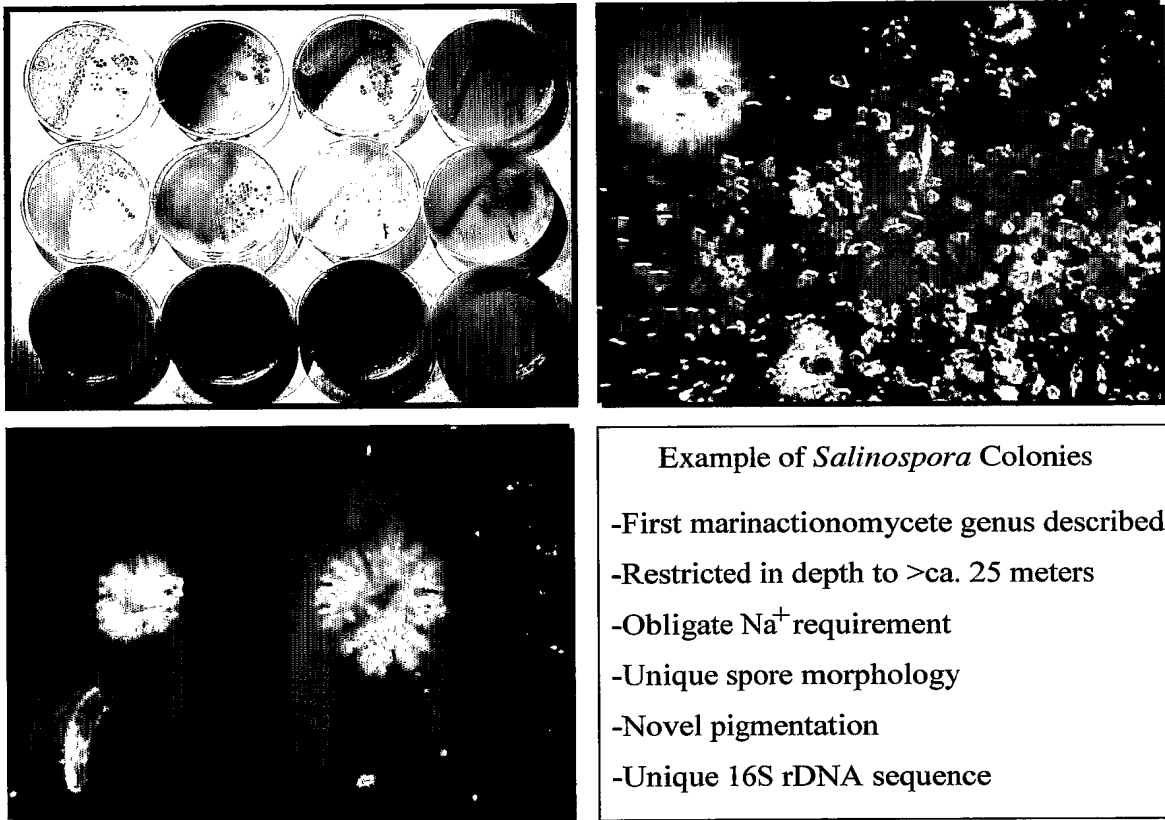 Example of Salinospora Colonies
-First marinactionomycete genus described
-Restricted in depth to >ca. 25 meters
-Obligate Na⁺ requirement
-Unique spore morphology
-Novel pigmentation
-Unique 16S rDNA sequence